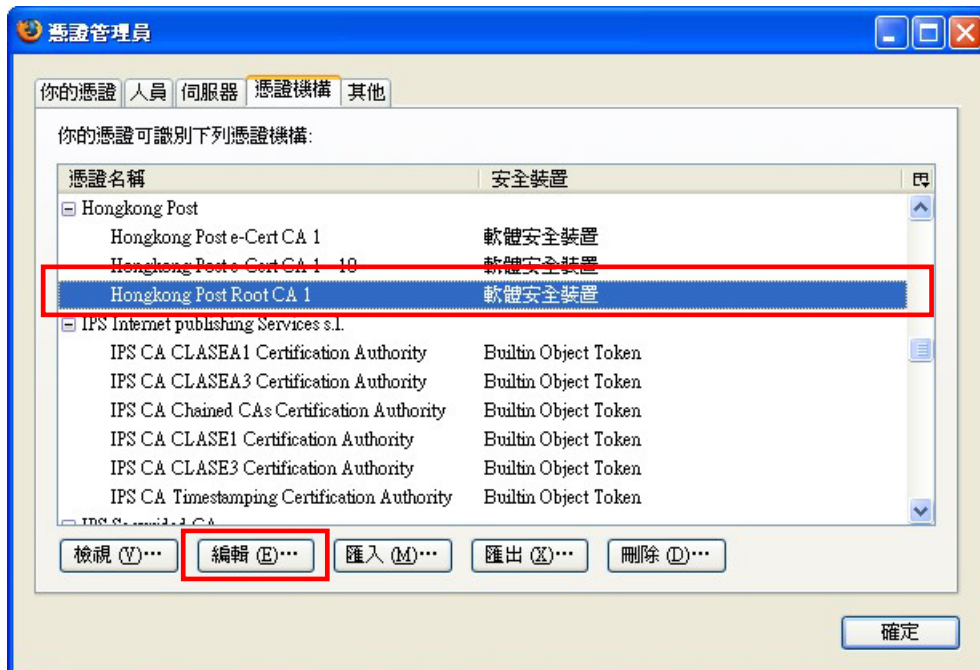 憑證管理員
你的憑證 人員 伺服器 憑證機構 其他
你的憑證可識別下列憑證機構:
憑證名稱 安全裝置
Hongkong Post
Hongkong Post e-Cert CA 1 軟體安全裝置
Hongkong Post e-Cert CA 1 - 10 軟體安全裝置
Hongkong Post Root CA 1 軟體安全裝置
IPS Internet publishing Services s.l.
IPS CA CLASEA1 Certification Authority Builtin Object Token
IPS CA CLASEA3 Certification Authority Builtin Object Token
IPS CA Chained CAs Certification Authority Builtin Object Token
IPS CA CLASE1 Certification Authority Builtin Object Token
IPS CA CLASE3 Certification Authority Builtin Object Token
IPS CA Timestamping Certification Authority Builtin Object Token
IPS Seguridad CA
檢視 (V)… 編輯 (E)… 匯入 (M)… 匯出 (X)… 刪除 (D)…
確定